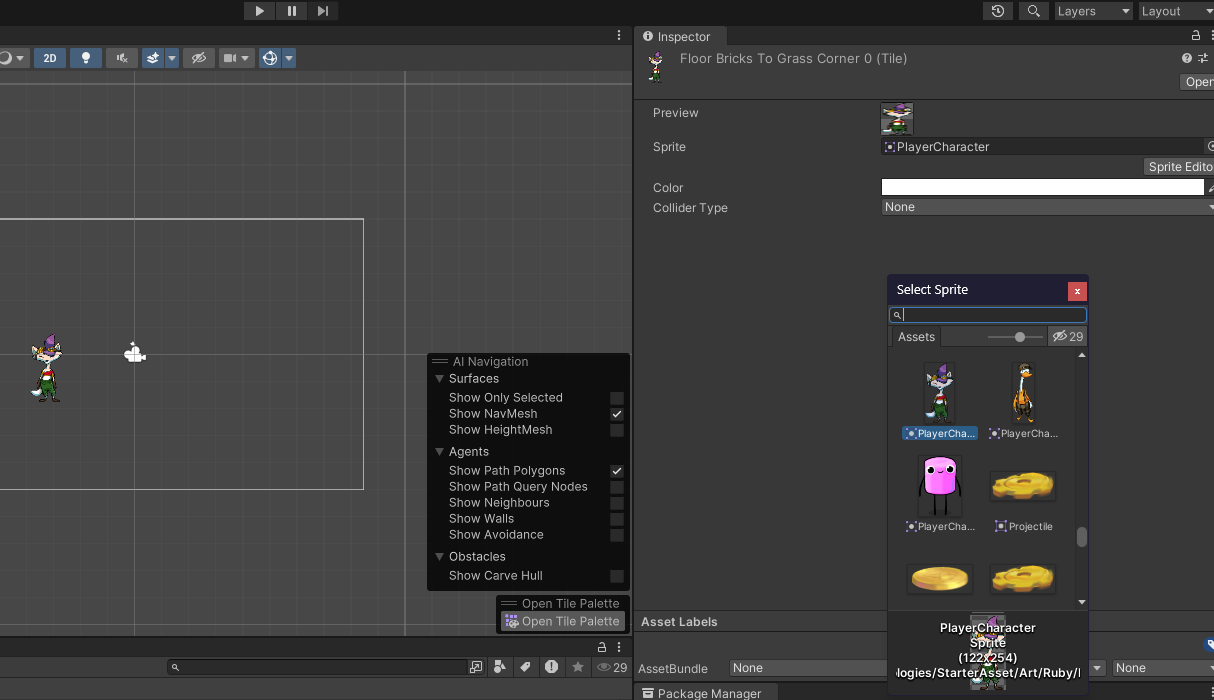 Layers
Layout
2D
Inspector
Floor Bricks To Grass Corner 0 (Tile)
Open
Preview
Sprite
PlayerCharacter
Sprite Edito
Color
Collider Type
None
Select Sprite
x
Assets
29
PlayerCha...
PlayerCha...
PlayerCha...
Projectile
PlayerCharacter
Sprite
(122x254)
logies/StarterAsset/Art/Ruby/
AI Navigation
Surfaces
Show Only Selected
Show NavMesh
Show HeightMesh
Agents
Show Path Polygons
Show Path Query Nodes
Show Neighbours
Show Walls
Show Avoidance
Obstacles
Show Carve Hull
Open Tile Palette
Open Tile Palette
29
Asset Labels
AssetBundle
None
None
Package Manager